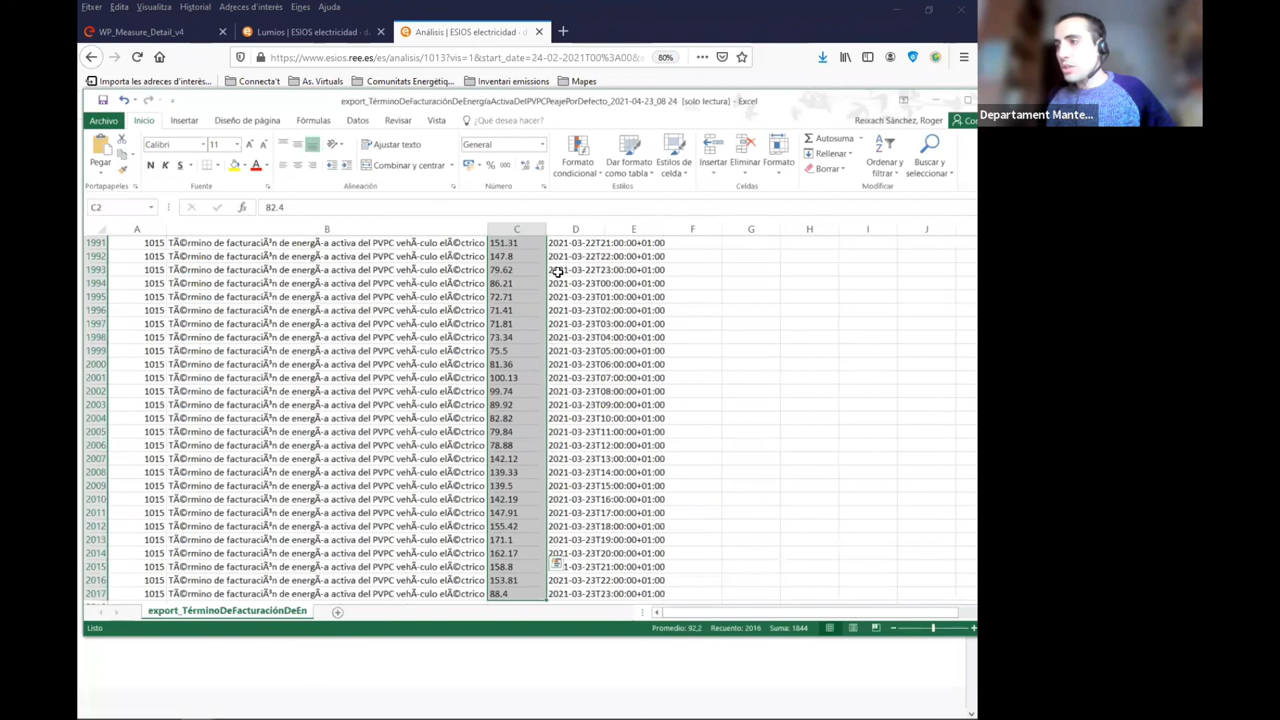 Fitxer Edita Visualitza Historial Adreces d'interès Eines Ajuda
WP_Measure_Detail_v4 Lumios | ESIOS electricidad · d Análisis | ESIOS electricidad · d
https://www.esios.ree.es/es/analisis/1013?vis=1&start_date=24-02-2021T00%3A00&c 80%
Importa les adreces d'interès... Connecta't As. Virtuals Comunitats Energètiq... Inventari emissions Mapes
export_TérminoDeFacturaciónDeEnergíaActivaDelPVPCPeajePorDefecto_2021-04-23_08 24 [solo lectura] - Excel
Archivo Inicio Insertar Diseño de página Fórmulas Datos Revisar Vista ¿Qué desea hacer? Reixach Sánchez, Roger
Departament Mante...
Calibri 11 Ajustar texto General Autosuma
Pegar Formato condicional Dar formato como tabla Estilos de celda Insertar Eliminar Formato Rellenar Ordenar y filtrar Buscar y seleccionar
N K S Combinar y centrar % 000 Borrar
Portapapeles Fuente Alineación Número Estilos Celdas Modificar
C2 82.4
A B C D E F G H I J
1991 1015 TÃ©rmino de facturaciÃ³n de energÃ­a activa del PVPC vehÃ­culo elÃ©ctrico 151.31 2021-03-22T21:00:00+01:00
1992 1015 TÃ©rmino de facturaciÃ³n de energÃ­a activa del PVPC vehÃ­culo elÃ©ctrico 147.8 2021-03-22T22:00:00+01:00
1993 1015 TÃ©rmino de facturaciÃ³n de energÃ­a activa del PVPC vehÃ­culo elÃ©ctrico 79.62 2021-03-22T23:00:00+01:00
1994 1015 TÃ©rmino de facturaciÃ³n de energÃ­a activa del PVPC vehÃ­culo elÃ©ctrico 86.21 2021-03-23T00:00:00+01:00
1995 1015 TÃ©rmino de facturaciÃ³n de energÃ­a activa del PVPC vehÃ­culo elÃ©ctrico 72.71 2021-03-23T01:00:00+01:00
1996 1015 TÃ©rmino de facturaciÃ³n de energÃ­a activa del PVPC vehÃ­culo elÃ©ctrico 71.41 2021-03-23T02:00:00+01:00
1997 1015 TÃ©rmino de facturaciÃ³n de energÃ­a activa del PVPC vehÃ­culo elÃ©ctrico 71.81 2021-03-23T03:00:00+01:00
1998 1015 TÃ©rmino de facturaciÃ³n de energÃ­a activa del PVPC vehÃ­culo elÃ©ctrico 73.34 2021-03-23T04:00:00+01:00
1999 1015 TÃ©rmino de facturaciÃ³n de energÃ­a activa del PVPC vehÃ­culo elÃ©ctrico 75.5 2021-03-23T05:00:00+01:00
2000 1015 TÃ©rmino de facturaciÃ³n de energÃ­a activa del PVPC vehÃ­culo elÃ©ctrico 81.36 2021-03-23T06:00:00+01:00
2001 1015 TÃ©rmino de facturaciÃ³n de energÃ­a activa del PVPC vehÃ­culo elÃ©ctrico 100.13 2021-03-23T07:00:00+01:00
2002 1015 TÃ©rmino de facturaciÃ³n de energÃ­a activa del PVPC vehÃ­culo elÃ©ctrico 99.74 2021-03-23T08:00:00+01:00
2003 1015 TÃ©rmino de facturaciÃ³n de energÃ­a activa del PVPC vehÃ­culo elÃ©ctrico 89.92 2021-03-23T09:00:00+01:00
2004 1015 TÃ©rmino de facturaciÃ³n de energÃ­a activa del PVPC vehÃ­culo elÃ©ctrico 82.82 2021-03-23T10:00:00+01:00
2005 1015 TÃ©rmino de facturaciÃ³n de energÃ­a activa del PVPC vehÃ­culo elÃ©ctrico 79.84 2021-03-23T11:00:00+01:00
2006 1015 TÃ©rmino de facturaciÃ³n de energÃ­a activa del PVPC vehÃ­culo elÃ©ctrico 78.88 2021-03-23T12:00:00+01:00
2007 1015 TÃ©rmino de facturaciÃ³n de energÃ­a activa del PVPC vehÃ­culo elÃ©ctrico 142.12 2021-03-23T13:00:00+01:00
2008 1015 TÃ©rmino de facturaciÃ³n de energÃ­a activa del PVPC vehÃ­culo elÃ©ctrico 139.33 2021-03-23T14:00:00+01:00
2009 1015 TÃ©rmino de facturaciÃ³n de energÃ­a activa del PVPC vehÃ­culo elÃ©ctrico 139.5 2021-03-23T15:00:00+01:00
2010 1015 TÃ©rmino de facturaciÃ³n de energÃ­a activa del PVPC vehÃ­culo elÃ©ctrico 142.19 2021-03-23T16:00:00+01:00
2011 1015 TÃ©rmino de facturaciÃ³n de energÃ­a activa del PVPC vehÃ­culo elÃ©ctrico 147.91 2021-03-23T17:00:00+01:00
2012 1015 TÃ©rmino de facturaciÃ³n de energÃ­a activa del PVPC vehÃ­culo elÃ©ctrico 155.42 2021-03-23T18:00:00+01:00
2013 1015 TÃ©rmino de facturaciÃ³n de energÃ­a activa del PVPC vehÃ­culo elÃ©ctrico 171.1 2021-03-23T19:00:00+01:00
2014 1015 TÃ©rmino de facturaciÃ³n de energÃ­a activa del PVPC vehÃ­culo elÃ©ctrico 162.17 2021-03-23T20:00:00+01:00
2015 1015 TÃ©rmino de facturaciÃ³n de energÃ­a activa del PVPC vehÃ­culo elÃ©ctrico 158.8 1-03-23T21:00:00+01:00
2016 1015 TÃ©rmino de facturaciÃ³n de energÃ­a activa del PVPC vehÃ­culo elÃ©ctrico 153.81 2021-03-23T22:00:00+01:00
2017 1015 TÃ©rmino de facturaciÃ³n de energÃ­a activa del PVPC vehÃ­culo elÃ©ctrico 88.4 2021-03-23T23:00:00+01:00
export_TérminoDeFacturaciónDeEn
Listo Promedio: 92,2 Recuento: 2016 Suma: 1844